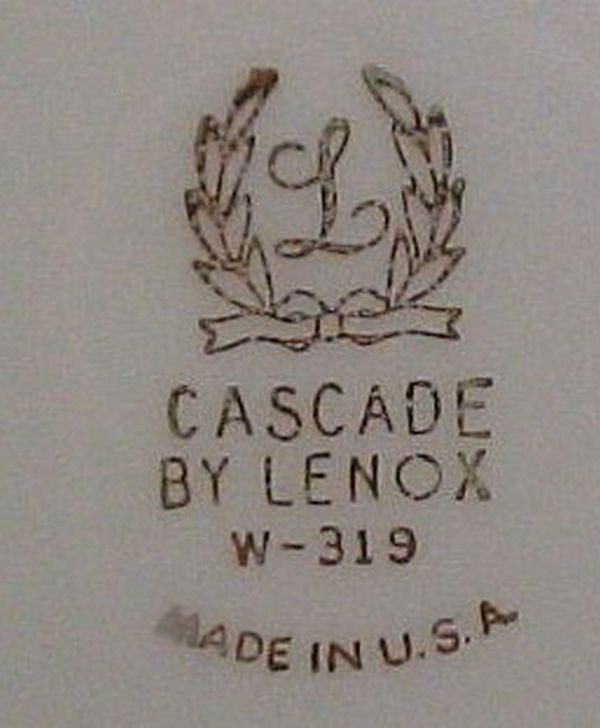 L
CASCADE
BY LENOX
W-319
MADE IN U.S.A.